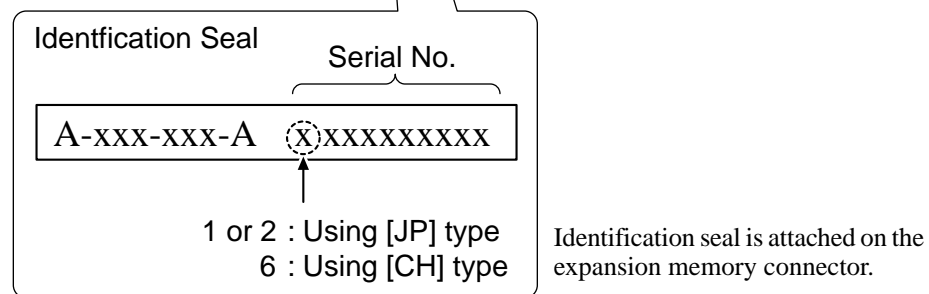 Identfication Seal
Serial No.
A-xxx-xxx-A xxxxxxxxxx
1 or 2 : Using [JP] type
6 : Using [CH] type
Identification seal is attached on the
expansion memory connector.